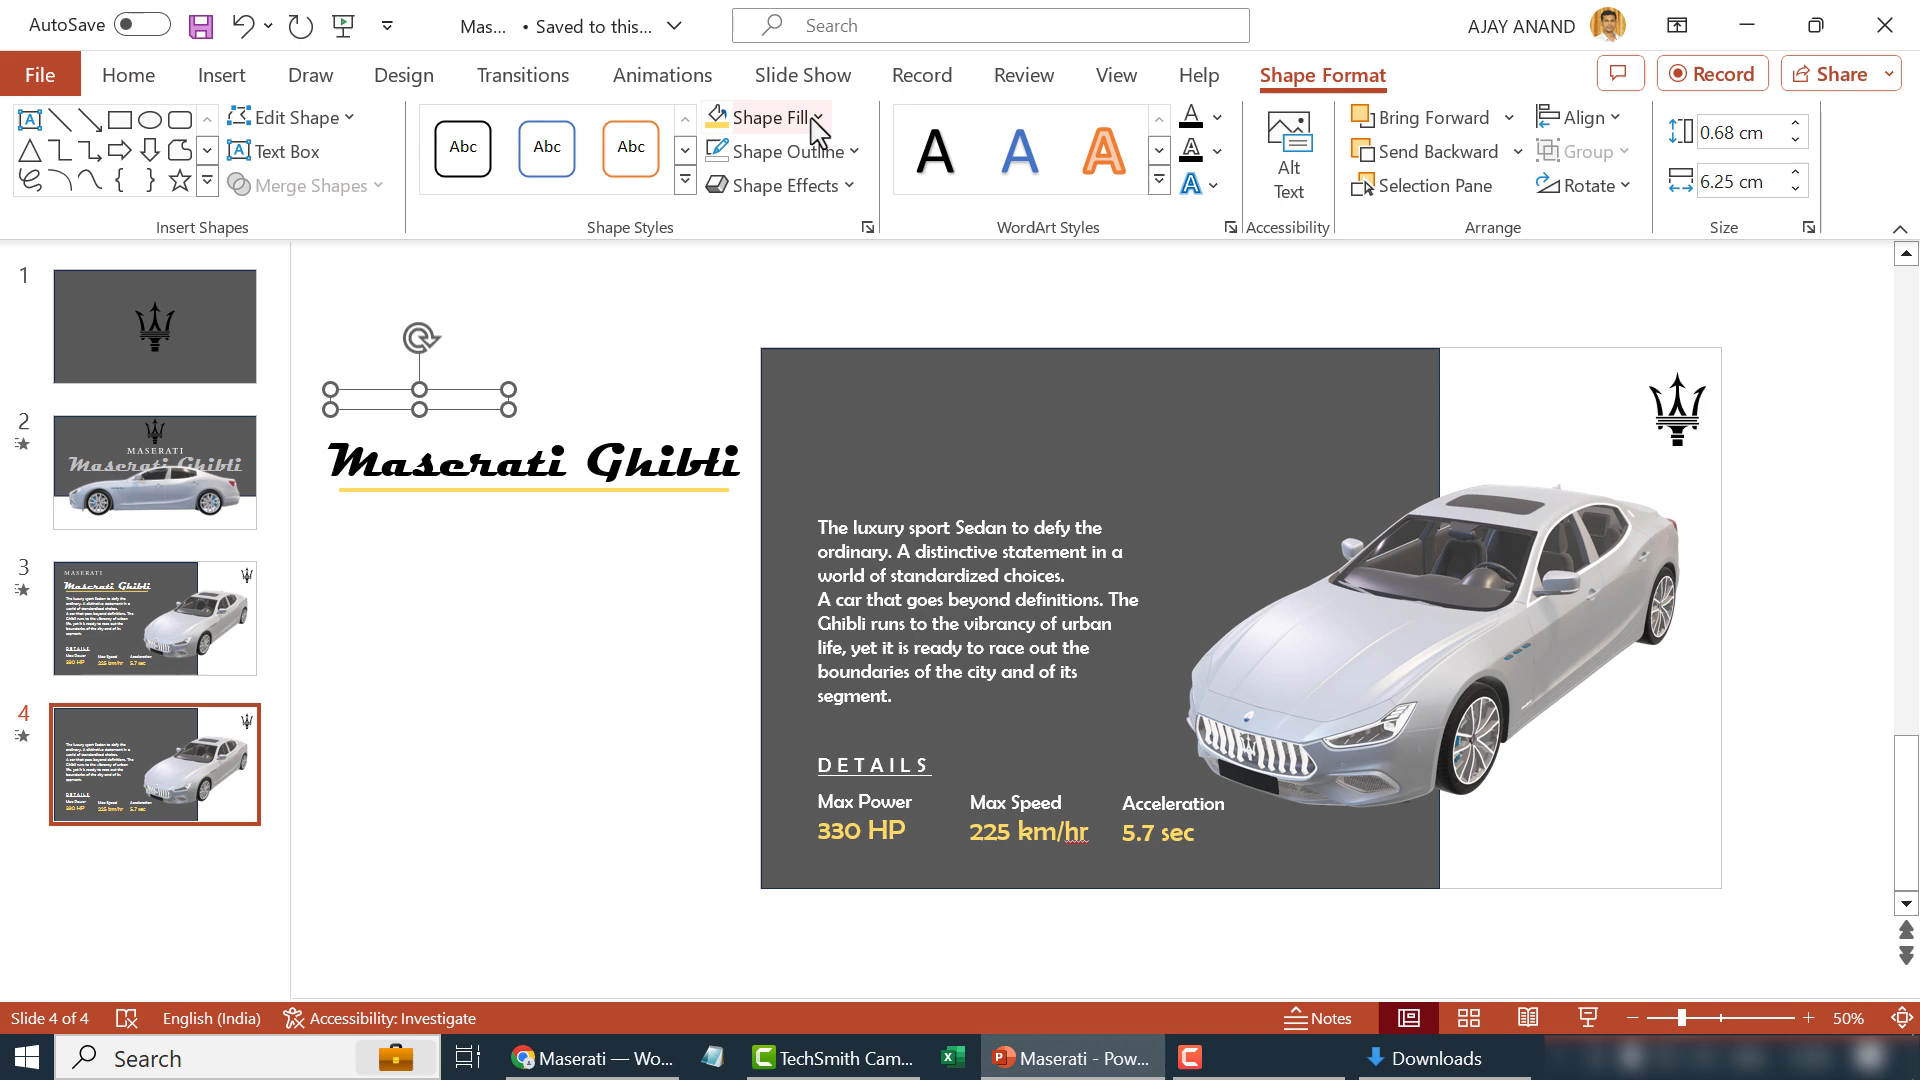 AutoSave
Mas... • Saved to this...
Search
AJAY ANAND
File
Home
Insert
Draw
Design
Transitions
Animations
Slide Show
Record
Review
View
Help
Shape Format
Record
Share
Edit Shape
Text Box
Merge Shapes
Insert Shapes
Abc
Abc
Abc
Shape Fill
Shape Outline
Shape Effects
Shape Styles
A
A
A
WordArt Styles
Alt
Text
Accessibility
Bring Forward
Send Backward
Selection Pane
Align
Group
Rotate
Arrange
0.68 cm
6.25 cm
Size
1
2
MASERATI
Maserati Ghibli
3
MASERATI
Maserati Ghibli
4
Maserati Ghibli
The luxury sport Sedan to defy the
ordinary. A distinctive statement in a
world of standardized choices.
A car that goes beyond definitions. The
Ghibli runs to the vibrancy of urban
life, yet it is ready to race out the
boundaries of the city and of its
segment.
DETAILS
Max Power
Max Speed
Acceleration
330 HP
225 km/hr
5.7 sec
Slide 4 of 4
English (India)
Accessibility: Investigate
Notes
50%
Search
Maserati — Wo...
TechSmith Cam...
Maserati - Pow...
Downloads